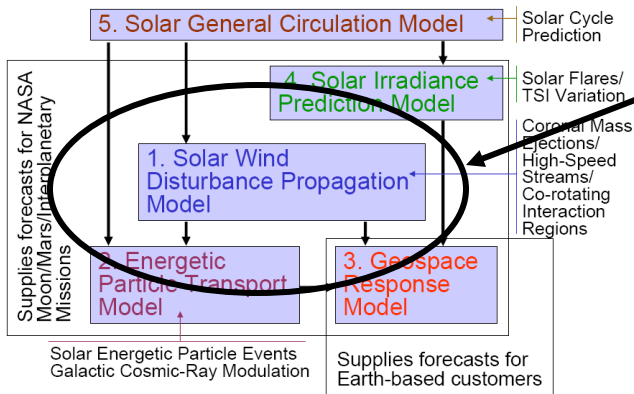 5. Solar General Circulation Model
Solar Cycle
Prediction
4. Solar Irradiance
Prediction Model
Solar Flares/
TSI Variation
Coronal Mass
Ejections/
High-Speed
Streams/
Co-rotating
Interaction
Regions
1. Solar Wind
Disturbance Propagation
Model
Supplies forecasts for NASA
Moon/Mars/Interplanetary
Missions
2. Energetic
Particle Transport
Model
3. Geospace
Response
Model
Solar Energetic Particle Events
Galactic Cosmic-Ray Modulation
Supplies forecasts for
Earth-based customers